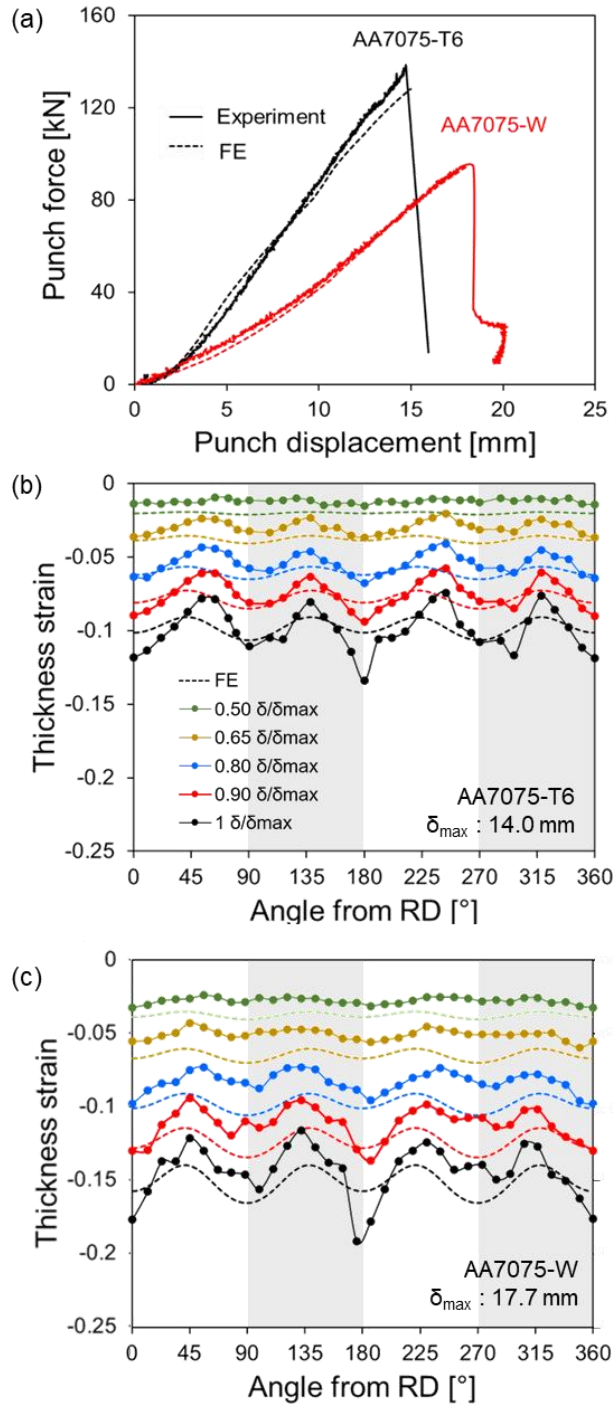 (a)
160
120
80
40
0
Punch force [kN]
AA7075-T6
Experiment
FE
AA7075-W
0
5
10
15
20
25
Punch displacement [mm]
(b)
0
-0.05
-0.1
-0.15
-0.2
-0.25
Thickness strain
FE
0.50 δ/δmax
0.65 δ/δmax
0.80 δ/δmax
0.90 δ/δmax
1 δ/δmax
AA7075-T6
δmax : 14.0 mm
0 45 90 135 180 225 270 315 360
Angle from RD [°]
(c)
0
-0.05
-0.1
-0.15
-0.2
-0.25
Thickness strain
AA7075-W
δmax : 17.7 mm
0 45 90 135 180 225 270 315 360
Angle from RD [°]